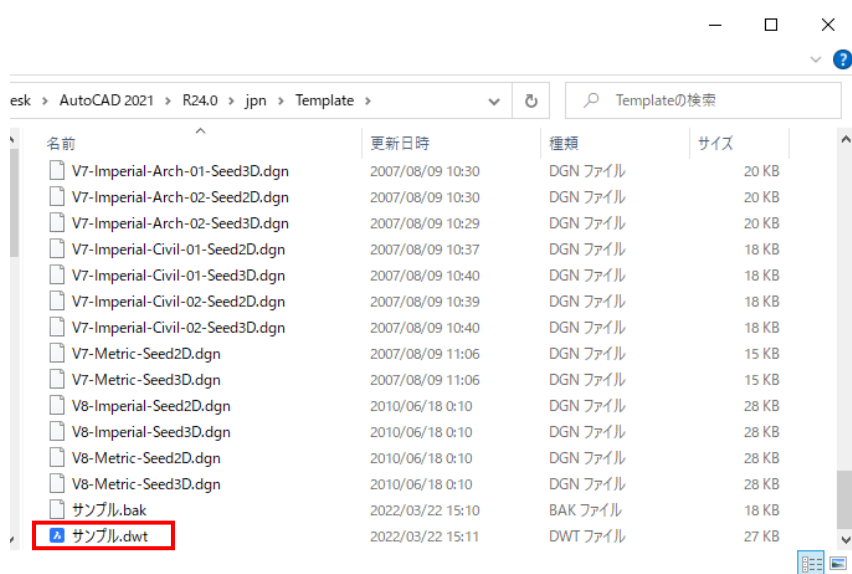 esk > AutoCAD 2021 > R24.0 > jpn > Template > Templateの検索
名前 更新日時 種類 サイズ
V7-Imperial-Arch-01-Seed3D.dgn 2007/08/09 10:30 DGN ファイル 20 KB
V7-Imperial-Arch-02-Seed2D.dgn 2007/08/09 10:30 DGN ファイル 20 KB
V7-Imperial-Arch-02-Seed3D.dgn 2007/08/09 10:29 DGN ファイル 20 KB
V7-Imperial-Civil-01-Seed2D.dgn 2007/08/09 10:37 DGN ファイル 18 KB
V7-Imperial-Civil-01-Seed3D.dgn 2007/08/09 10:40 DGN ファイル 18 KB
V7-Imperial-Civil-02-Seed2D.dgn 2007/08/09 10:39 DGN ファイル 18 KB
V7-Imperial-Civil-02-Seed3D.dgn 2007/08/09 10:40 DGN ファイル 18 KB
V7-Metric-Seed2D.dgn 2007/08/09 11:06 DGN ファイル 15 KB
V7-Metric-Seed3D.dgn 2007/08/09 11:06 DGN ファイル 15 KB
V8-Imperial-Seed2D.dgn 2010/06/18 0:10 DGN ファイル 28 KB
V8-Imperial-Seed3D.dgn 2010/06/18 0:10 DGN ファイル 28 KB
V8-Metric-Seed2D.dgn 2010/06/18 0:10 DGN ファイル 28 KB
V8-Metric-Seed3D.dgn 2010/06/18 0:10 DGN ファイル 28 KB
サンプル.bak 2022/03/22 15:10 BAK ファイル 18 KB
サンプル.dwt 2022/03/22 15:11 DWT ファイル 27 KB